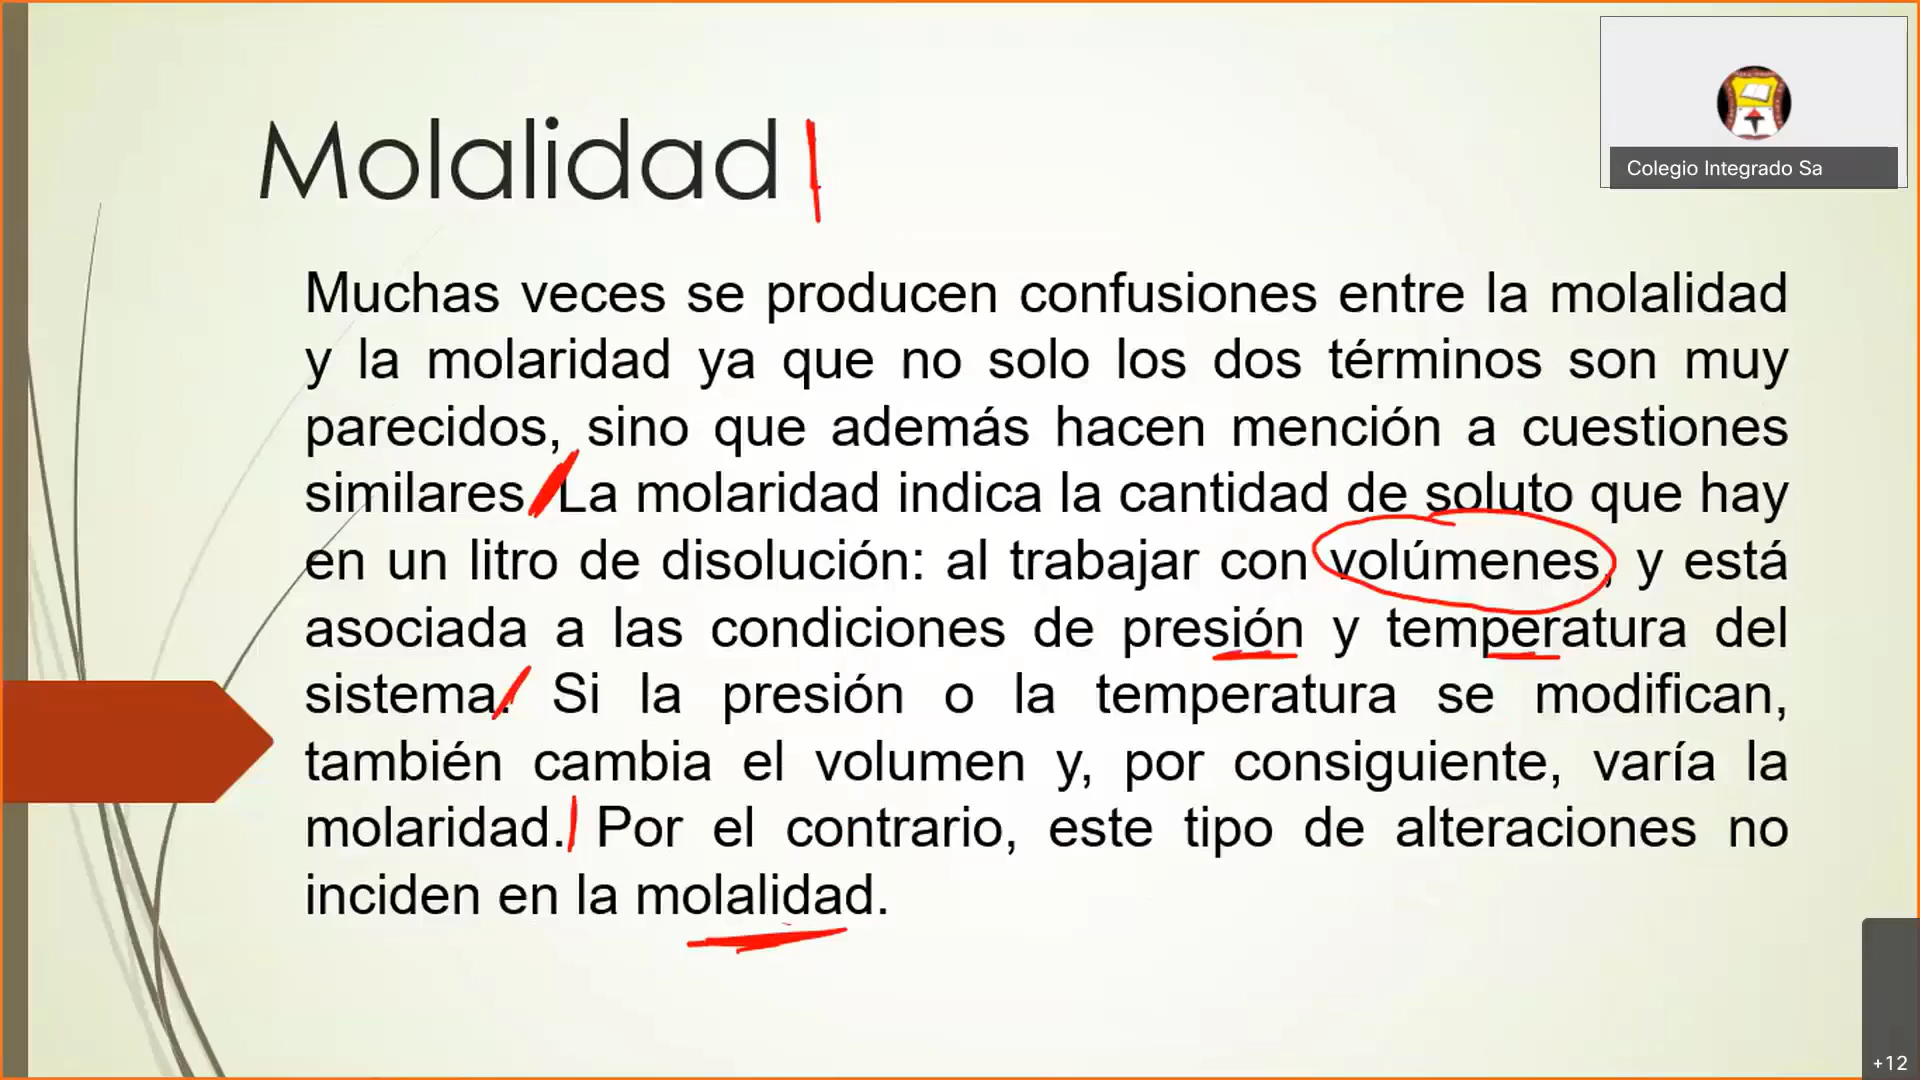 Molalidad
Colegio Integrado Sa
Muchas veces se producen confusiones entre la molalidad
y la molaridad ya que no solo los dos términos son muy
parecidos, sino que además hacen mención a cuestiones
similares. La molaridad indica la cantidad de soluto que hay
en un litro de disolución: al trabajar con volúmenes, y está
asociada a las condiciones de presión y temperatura del
sistema. Si la presión o la temperatura se modifican,
también cambia el volumen y, por consiguiente, varía la
molaridad. Por el contrario, este tipo de alteraciones no
inciden en la molalidad.
+12